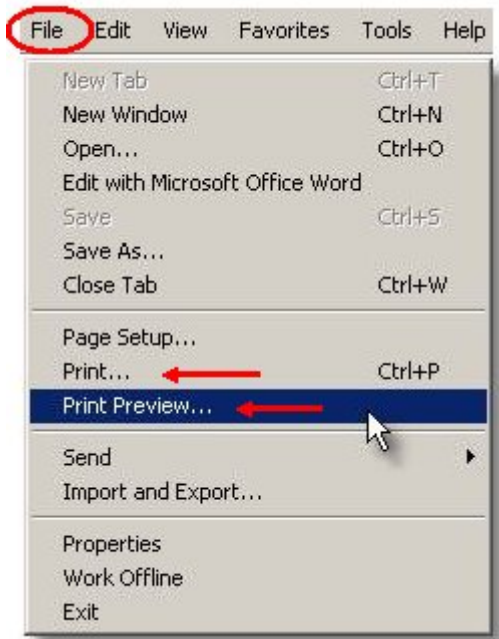 File Edit View Favorites Tools Help
New Tab Ctrl+T
New Window Ctrl+N
Open... Ctrl+O
Edit with Microsoft Office Word
Save Ctrl+S
Save As...
Close Tab Ctrl+W
Page Setup...
Print... Ctrl+P
Print Preview...
Send
Import and Export...
Properties
Work Offline
Exit